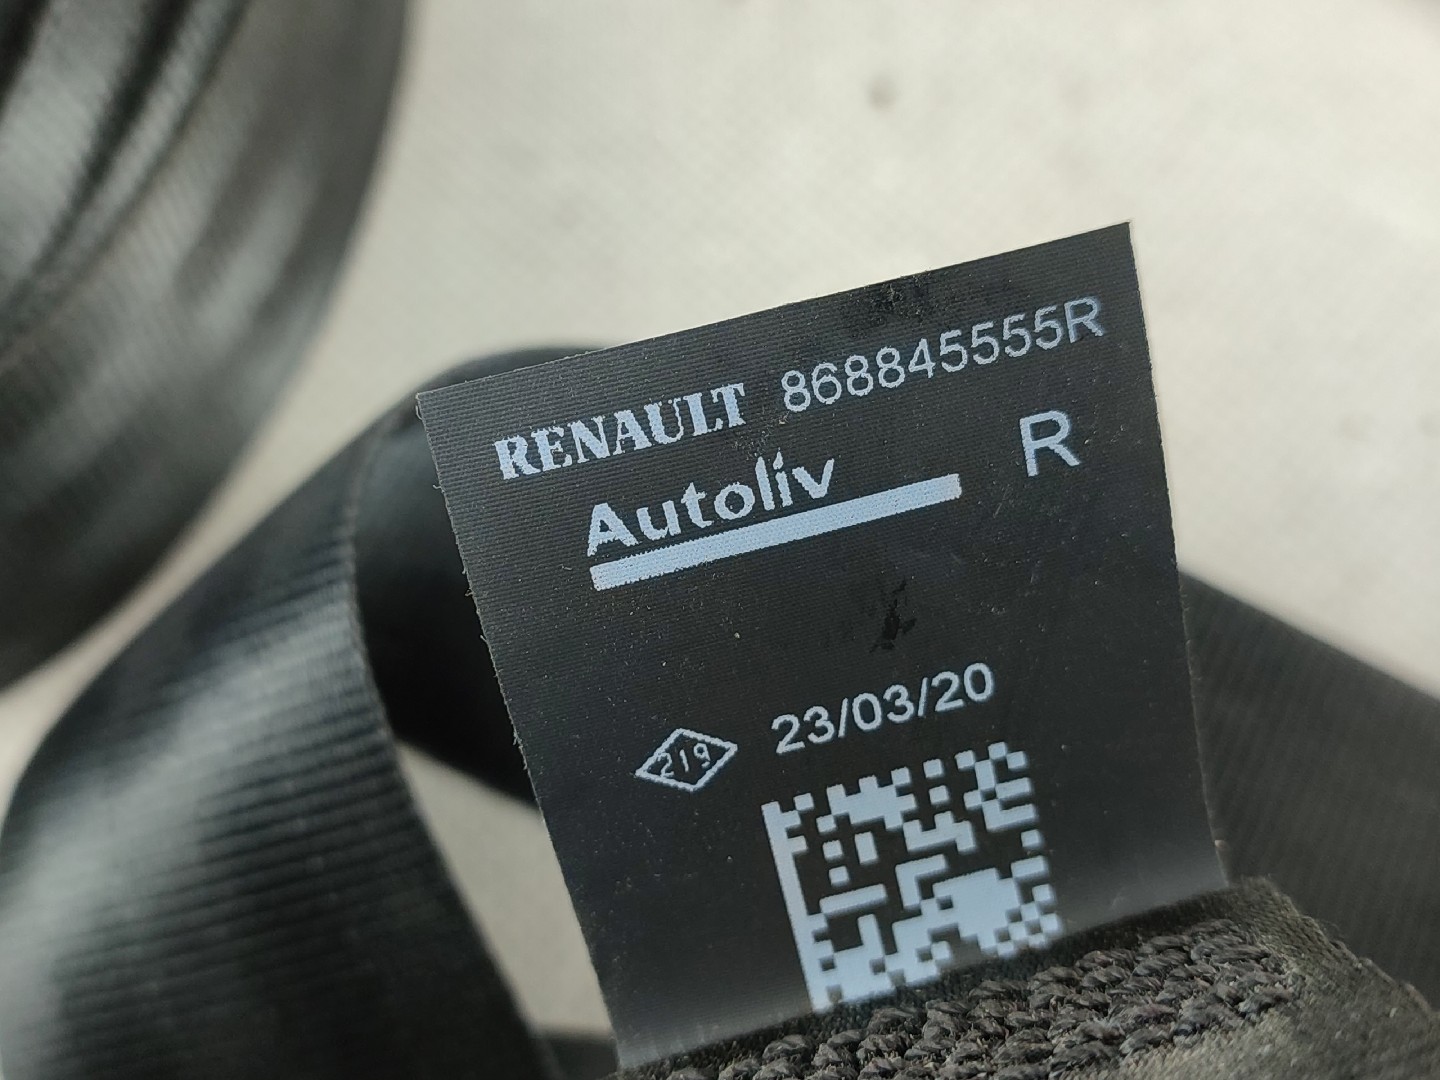 RENAULT 868845555R
Autoliv R
219 23/03/20